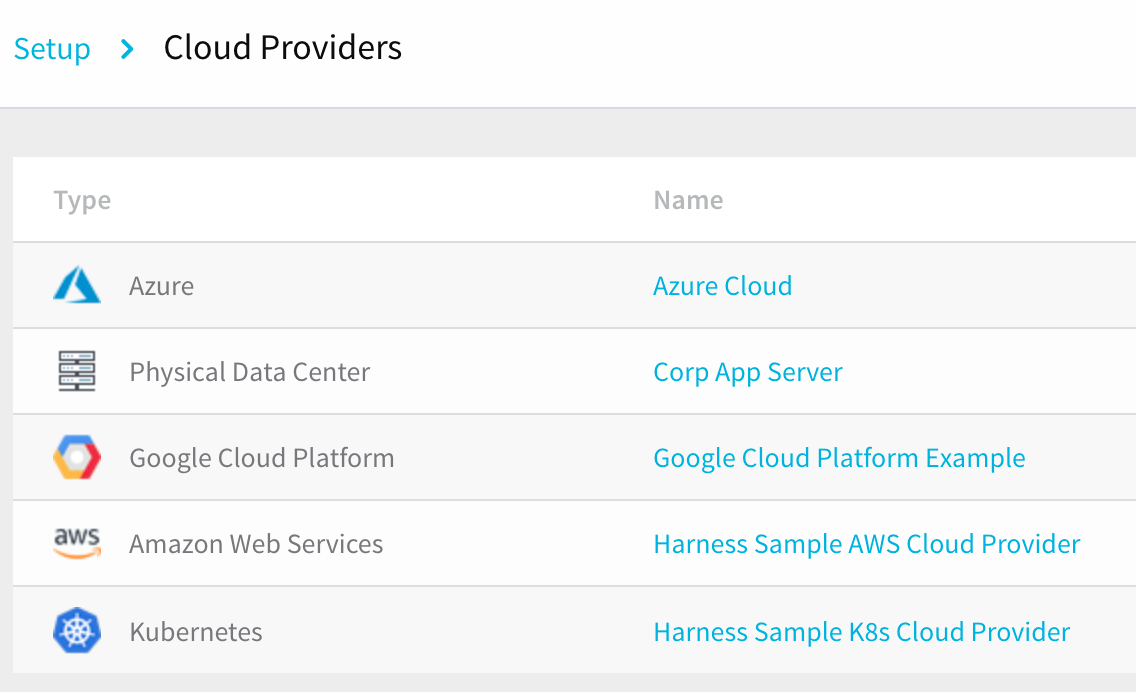 Setup > Cloud Providers
Type Name
Azure Azure Cloud
Physical Data Center Corp App Server
Google Cloud Platform Google Cloud Platform Example
aws Amazon Web Services Harness Sample AWS Cloud Provider
Kubernetes Harness Sample K8s Cloud Provider